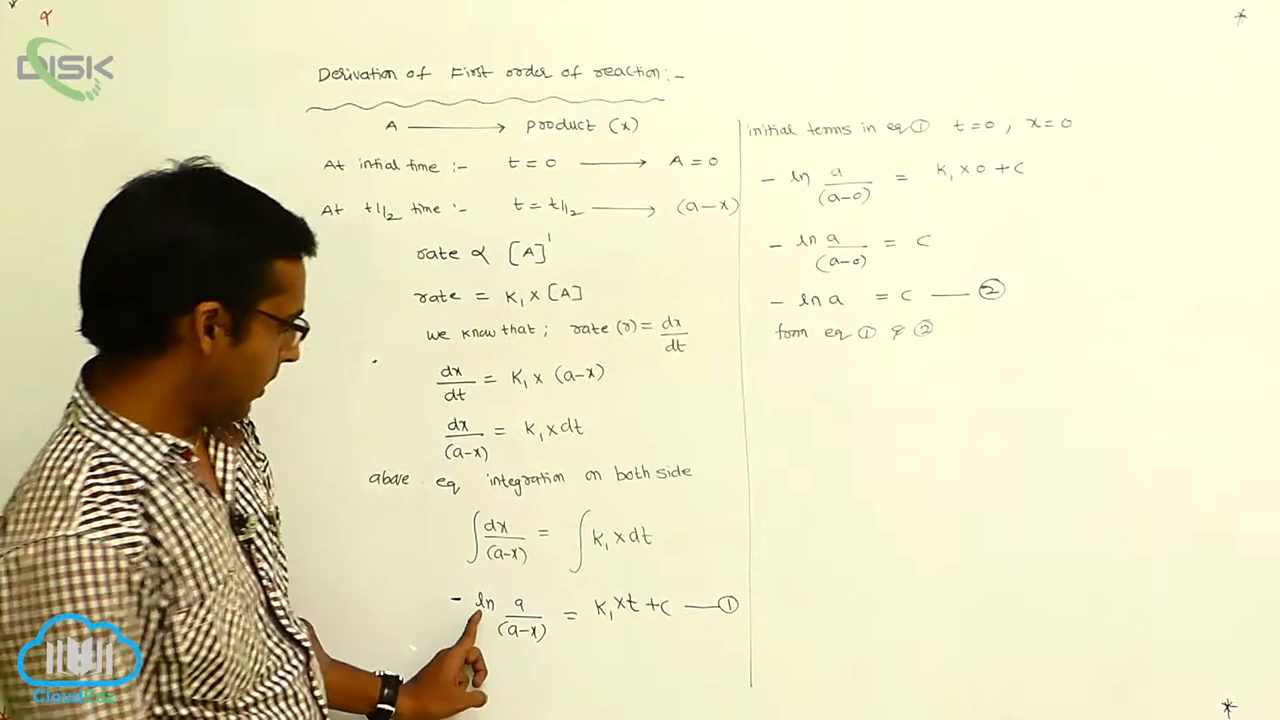 DISK
Derivation of First order of reaction:-
A ⟶ product (x)
At intial time :- t = 0 ⟶ A = 0
At t1/2 time :- t = t1/2 ⟶ (a-x)
rate ∝ [A]¹
rate = K₁ x [A]
we know that ; rate (r) = dx/dt
dx/dt = K₁ x (a-x)
dx/(a-x) = K₁ x dt
above eq integration on both side
∫ dx/(a-x) = ∫ K₁ x dt
- ln a/(a-x) = K₁ x t + C — ①
initial terms in eq ① t=0 ; x=0
- ln a/(a-0) = K₁ x 0 + C
- ln a/(a-0) = C
- ln a = C — ②
from eq ① & ②
CloudEdz